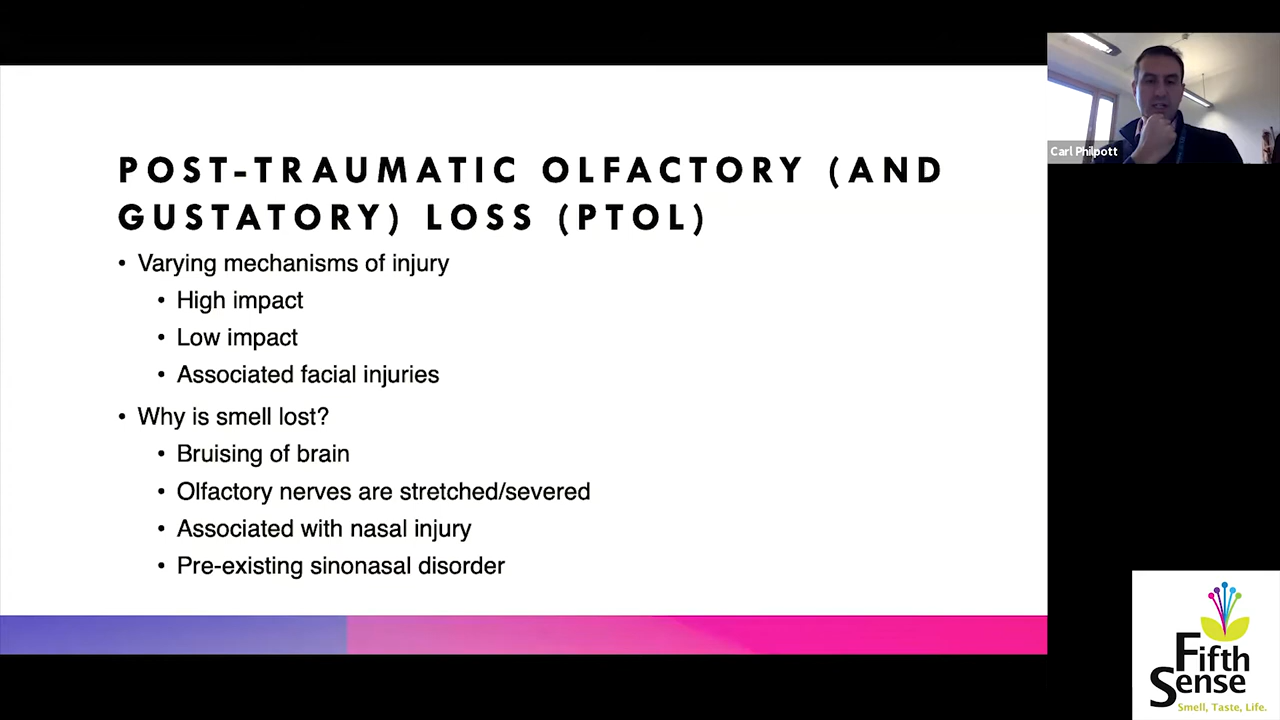 POST-TRAUMATIC OLFACTORY (AND
GUSTATORY) LOSS (PTOL)
• Varying mechanisms of injury
• High impact
• Low impact
• Associated facial injuries
• Why is smell lost?
• Bruising of brain
• Olfactory nerves are stretched/severed
• Associated with nasal injury
• Pre-existing sinonasal disorder
Carl Philpott
Fifth
Sense
Smell, Taste, Life.